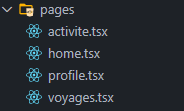 pages
activite.tsx
home.tsx
profile.tsx
voyages.tsx